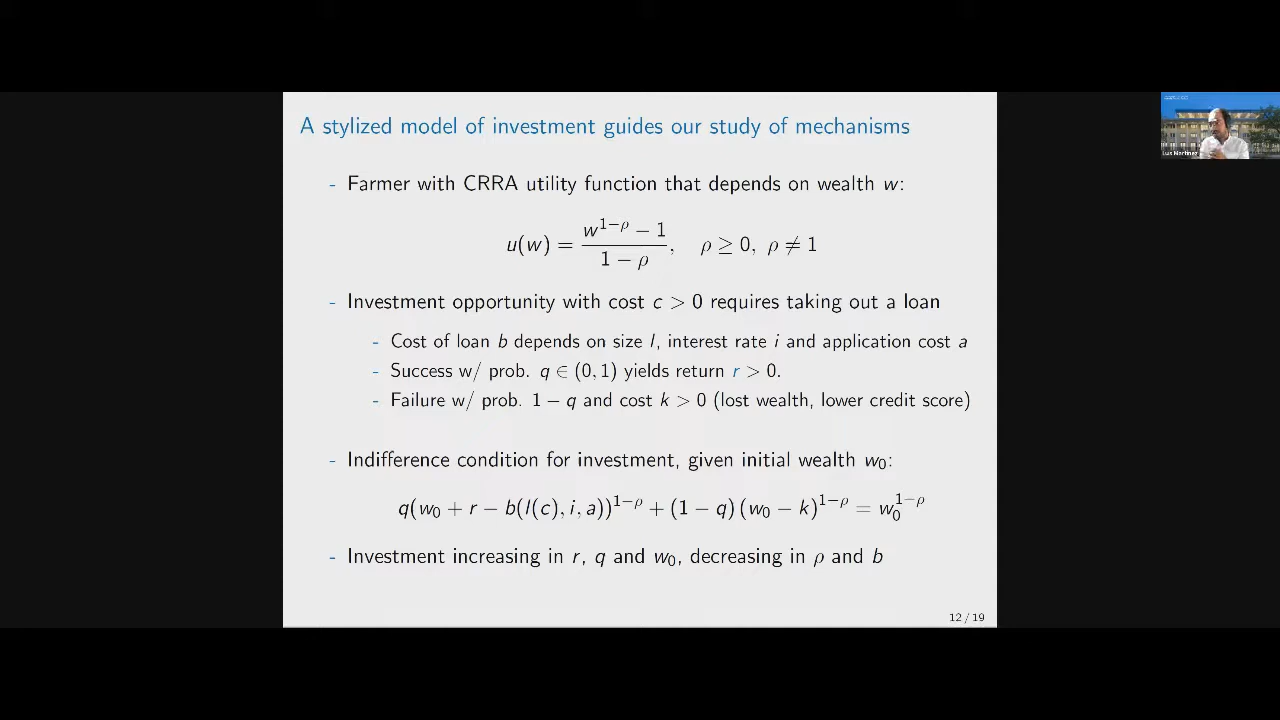 A stylized model of investment guides our study of mechanisms
- Farmer with CRRA utility function that depends on wealth w:
u(w) = \frac{w^{1−ρ} − 1}{1 − ρ}, ρ ≥ 0, ρ ≠ 1
- Investment opportunity with cost c > 0 requires taking out a loan
- Cost of loan b depends on size l, interest rate i and application cost a
- Success w/ prob. q ∈ (0, 1) yields return r > 0.
- Failure w/ prob. 1 − q and cost k > 0 (lost wealth, lower credit score)
- Indifference condition for investment, given initial wealth w₀:
q(w₀ + r − b(l(c), i, a))^{1−ρ} + (1 − q) (w₀ − k)^{1−ρ} = w₀^{1−ρ}
- Investment increasing in r, q and w₀, decreasing in ρ and b
12 / 19
Luis Martinez